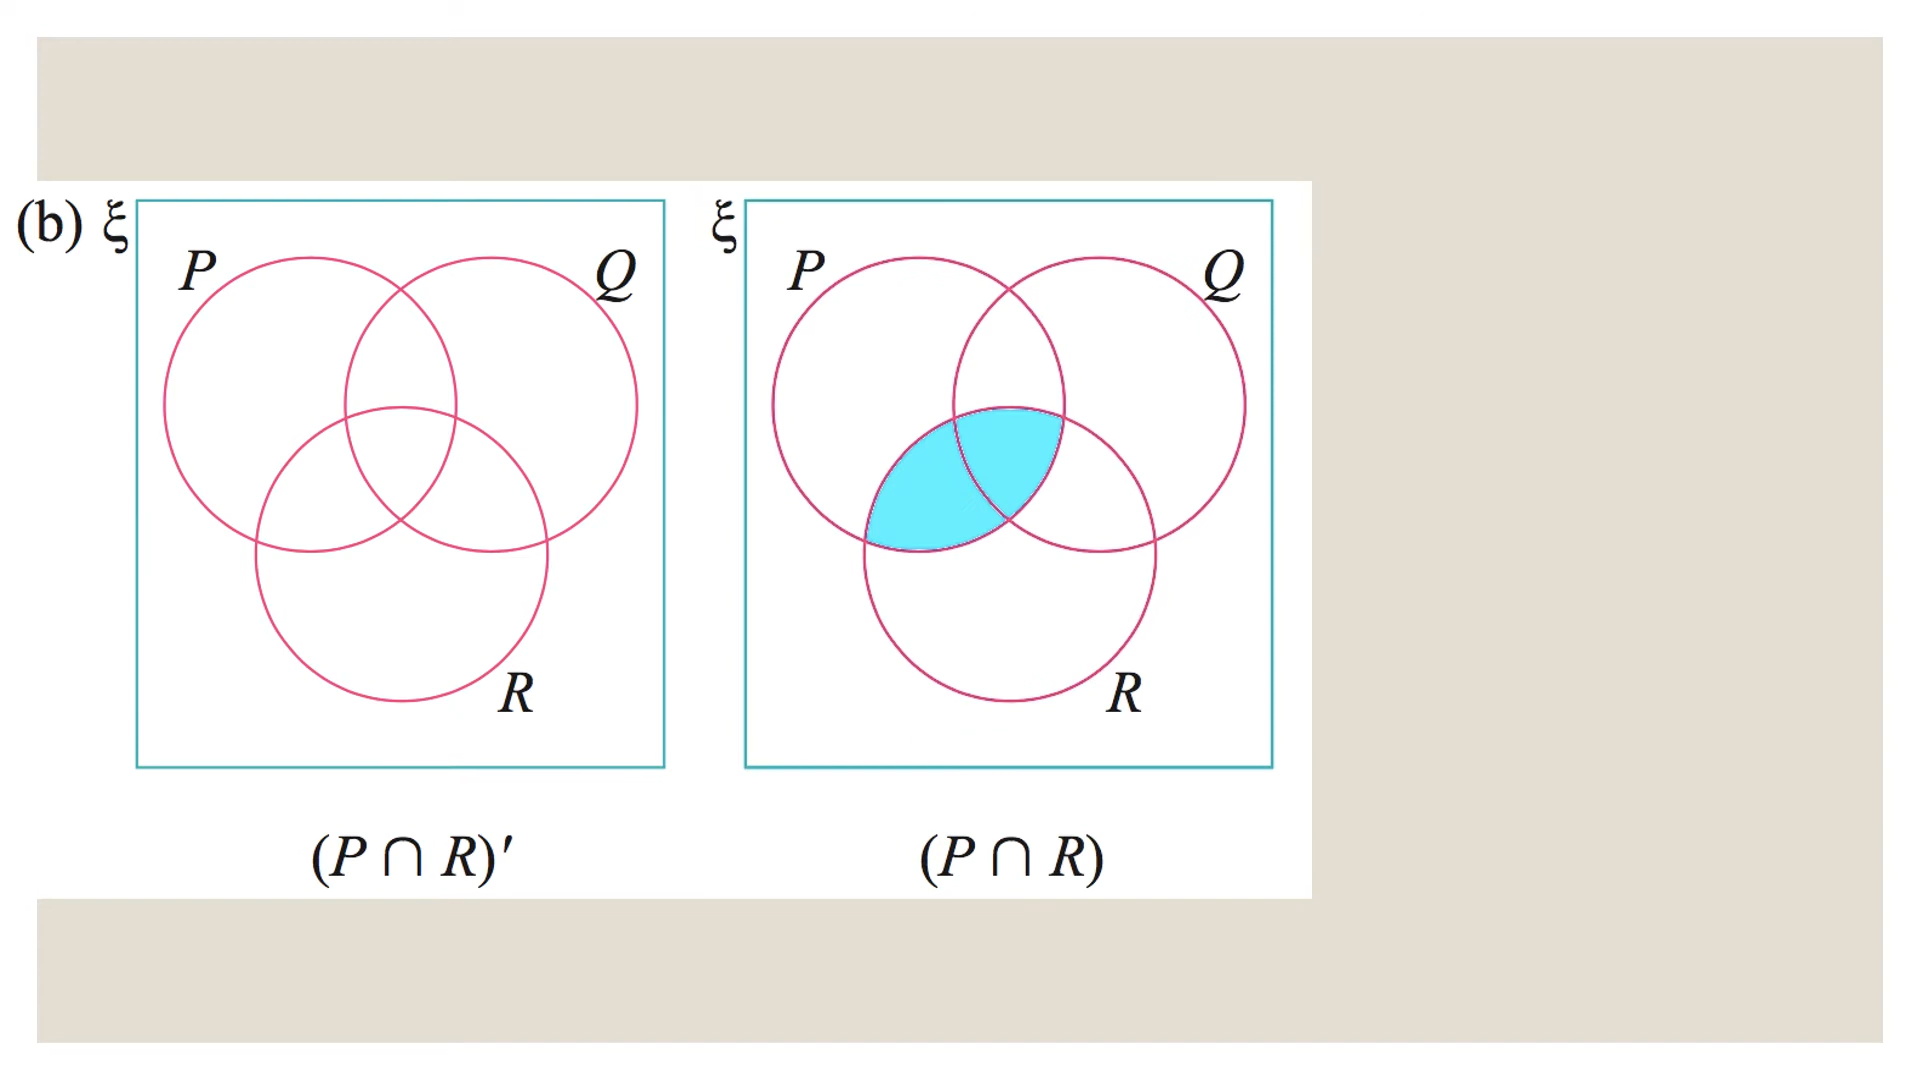 (b) ξ ξ
P Q P Q
R R
(P ∩ R)′ (P ∩ R)